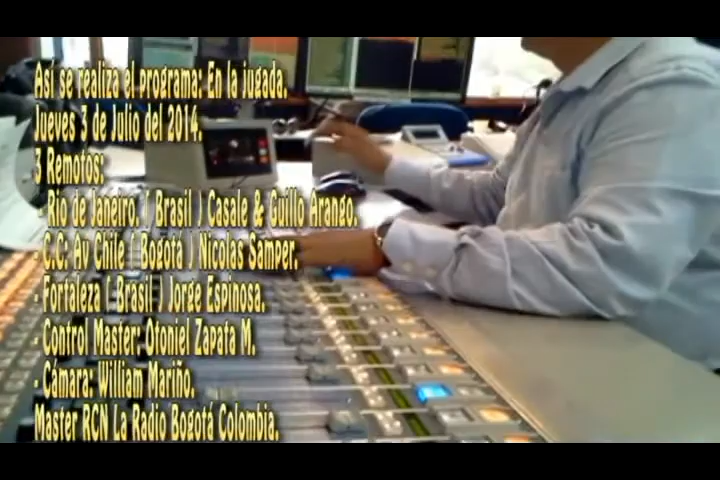 Así se realiza el programa: En la jugada.
Jueves 3 de Julio del 2014.
3 Remotos:
- Rio de Janeiro. ( Brasil ) Casale & Guillo Arango.
- C.C: Av Chile ( Bogotá ) Nicolas Samper.
- Fortaleza ( Brasil ) Jorge Espinosa.
- Control Master: Otoniel Zapata M.
- Cámara: William Mariño.
Master RCN La Radio Bogotá Colombia.